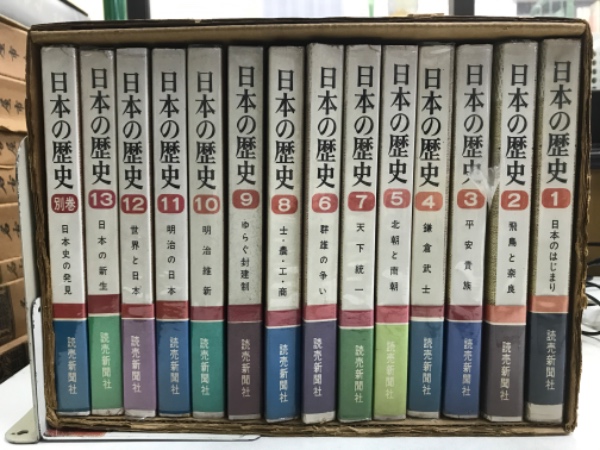 日本の歴史
1
日本のはじまり
読売新聞社
日本の歴史
2
飛鳥と奈良
読売新聞社
日本の歴史
3
平安貴族
読売新聞社
日本の歴史
4
鎌倉武士
読売新聞社
日本の歴史
5
北朝と南朝
読売新聞社
日本の歴史
7
天下統一
読売新聞社
日本の歴史
6
群雄の争い
読売新聞社
日本の歴史
8
士・農・工・商
読売新聞社
日本の歴史
9
ゆらぐ封建制
読売新聞社
日本の歴史
10
明治維新
読売新聞社
日本の歴史
11
明治の日本
読売新聞社
日本の歴史
12
世界と日本
読売新聞社
日本の歴史
13
日本の新生
読売新聞社
日本の歴史
別巻
日本史の発見
読売新聞社